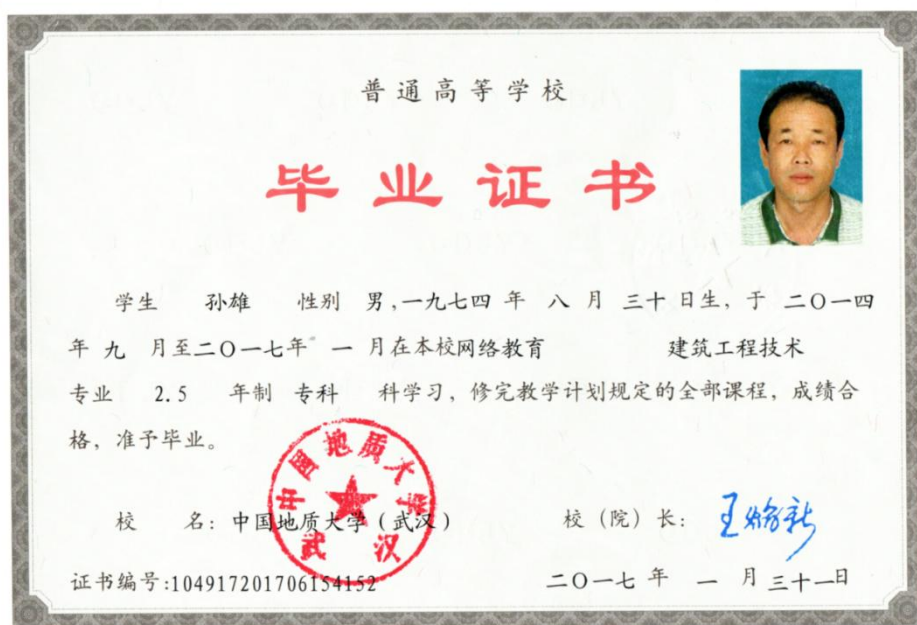 普通高等学校
毕业证书
学生 孙雄 性别 男,一九七四 年 八 月 三十 日生, 于 二〇一四
年 九 月至二〇一七年 一 月在本校网络教育 建筑工程技术
专业 2.5 年制 专科 科学习, 修完教学计划规定的全部课程, 成绩合
格, 准予毕业。
中国地质大学
武汉
校 名: 中国地质大学 (武汉) 校 (院) 长:
证书编号:104917201706154152 二〇一七 年 一 月 三十一日